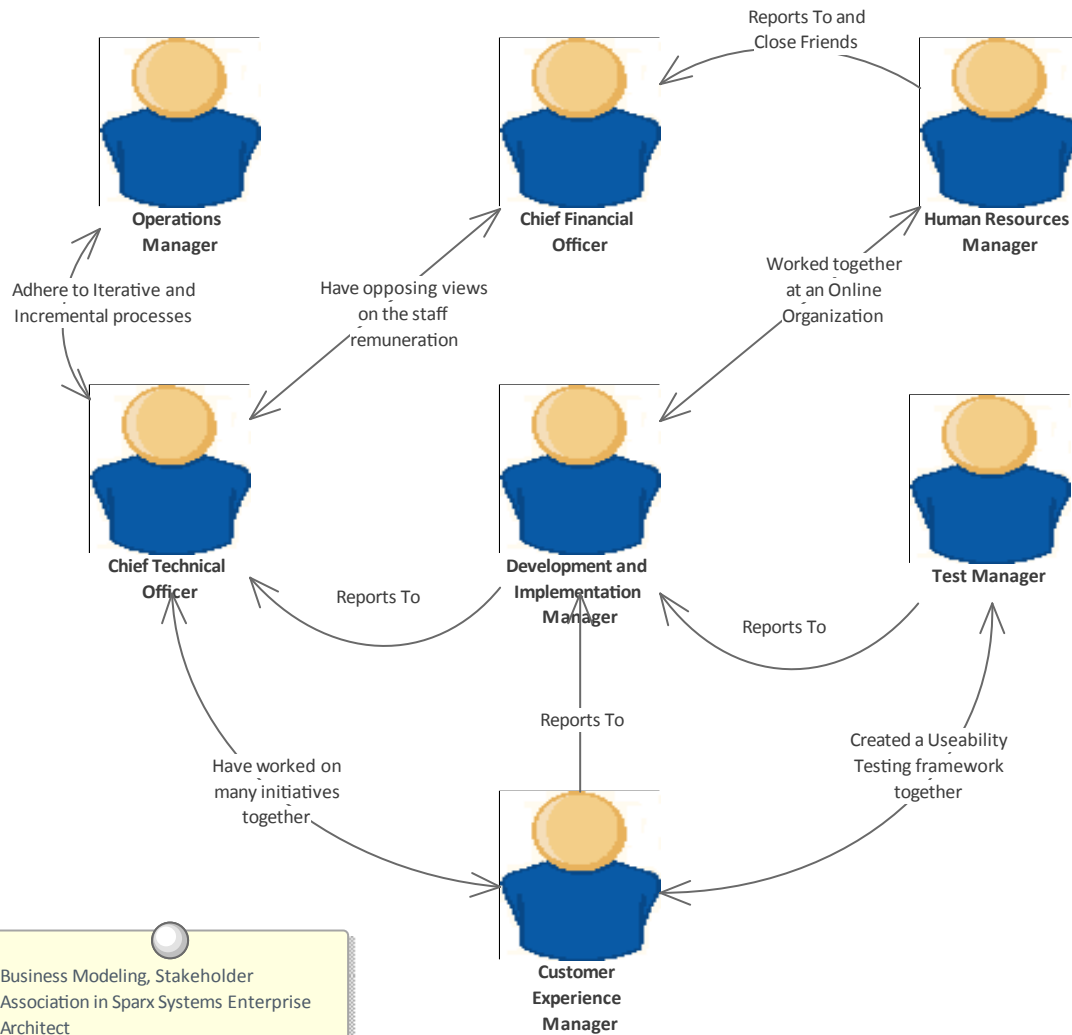 Reports To and
Close Friends
Operations
Manager
Chief Financial
Officer
Human Resources
Manager
Adhere to Iterative and
Incremental processes
Have opposing views
on the staff
remuneration
Worked together
at an Online
Organization
Chief Technical
Officer
Development and
Implementation
Manager
Test Manager
Reports To
Reports To
Reports To
Have worked on
many initiatives
together
Created a Useability
Testing framework
together
Customer
Experience
Manager
Business Modeling, Stakeholder
Association in Sparx Systems Enterprise
Architect